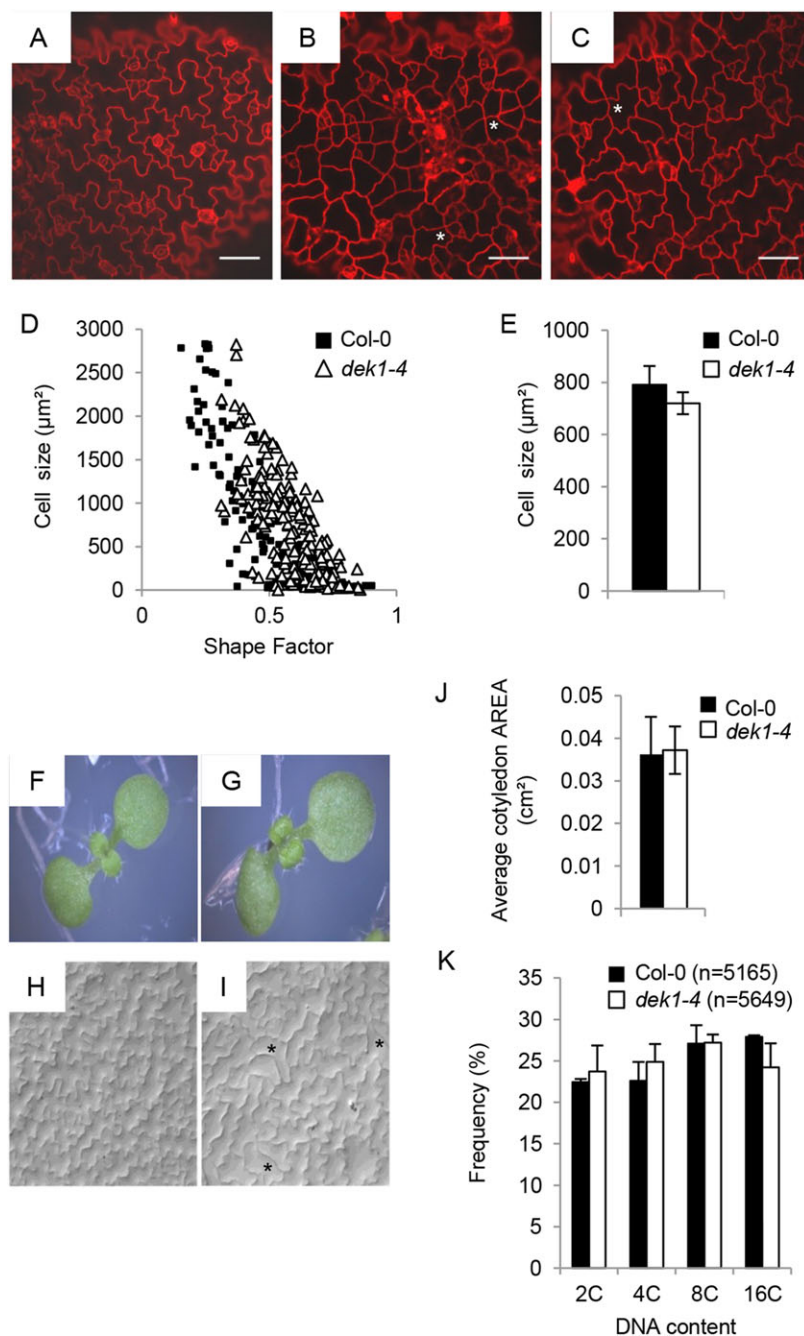 A
B
C
*
*
*
D
3000
2500
2000
1500
1000
500
0
0
0.5
1
Cell size (µm²)
Shape Factor
Col-0
dek1-4
E
1000
800
600
400
200
0
Cell size (µm²)
Col-0
dek1-4
F
G
H
I
*
*
*
J
0.05
0.04
0.03
0.02
0.01
0
Average cotyledon AREA
(cm²)
Col-0
dek1-4
K
Col-0 (n=5165)
dek1-4 (n=5649)
35
30
25
20
15
10
5
0
Frequency (%)
2C 4C 8C 16C
DNA content